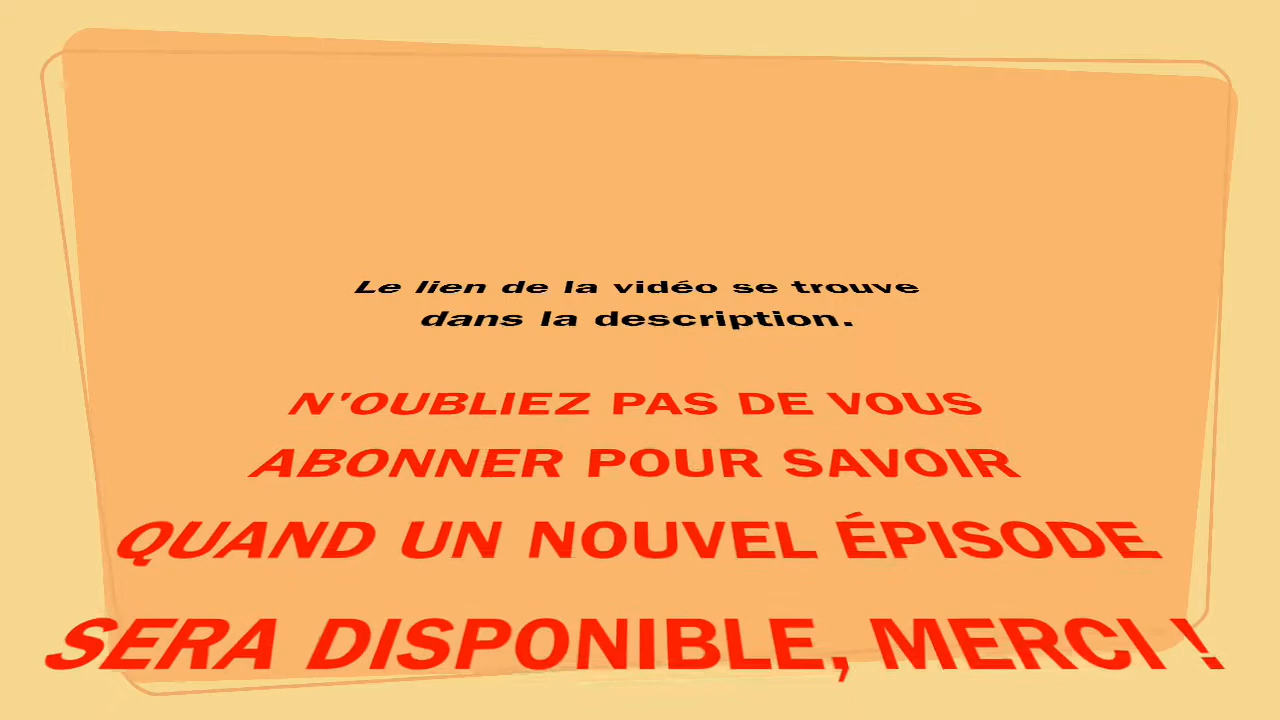 Le lien de la vidéo se trouve
dans la description.
N'OUBLIEZ PAS DE VOUS
ABONNER POUR SAVOIR
QUAND UN NOUVEL ÉPISODE
SERA DISPONIBLE, MERCI !